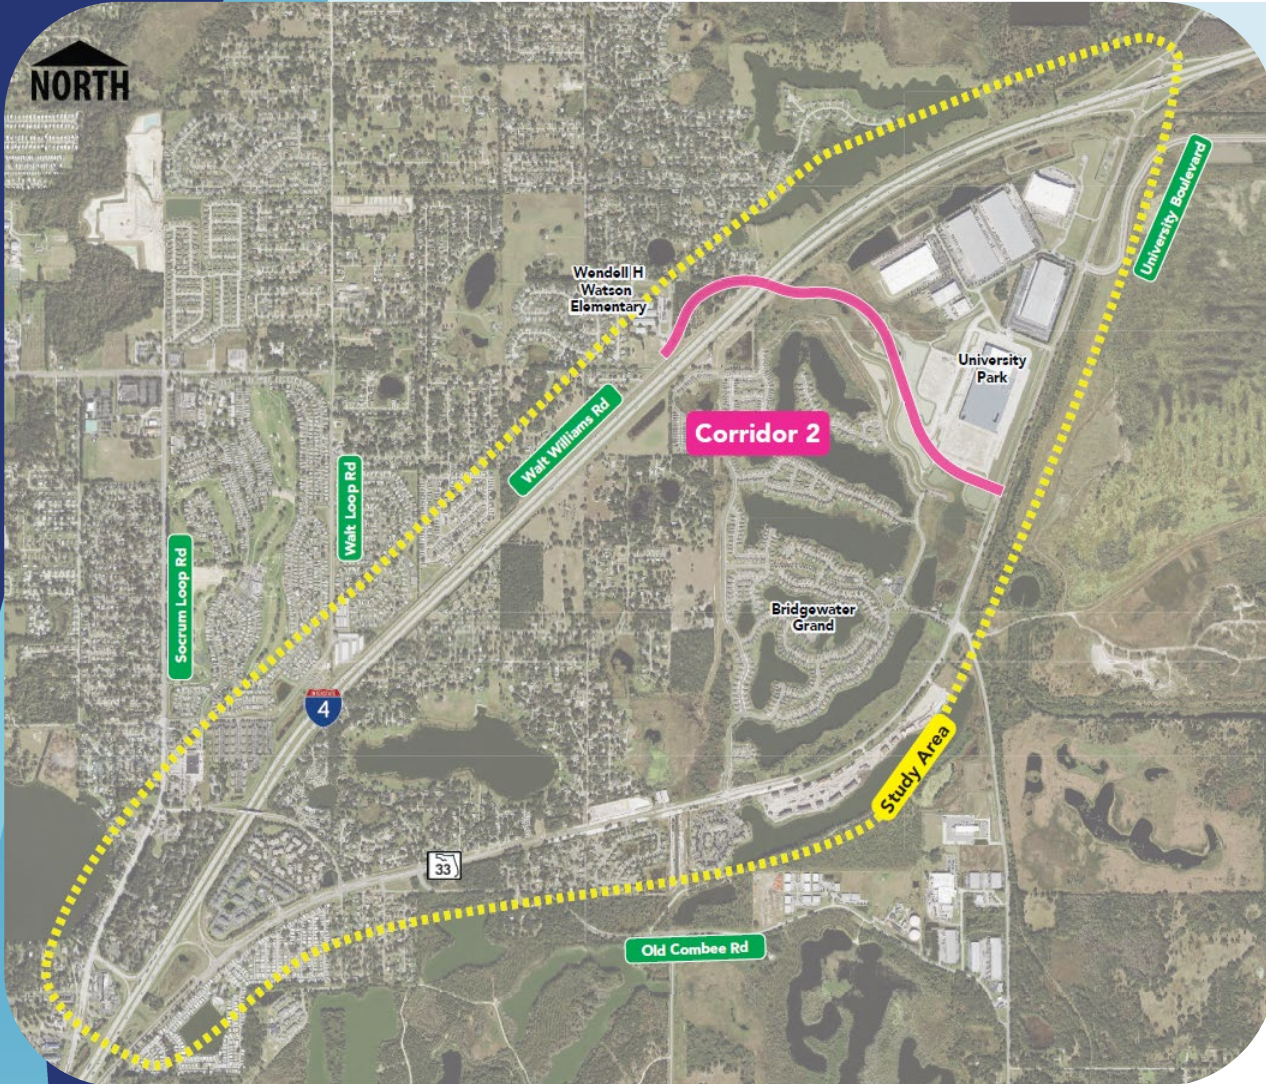 NORTH
University Boulevard
Wendell H
Watson
Elementary
University
Park
Walt Williams Rd
Corridor 2
Walt Loop Rd
Socrum Loop Rd
Bridgewater
Grand
INTERSTATE
4
Study Area
33
Old Combee Rd